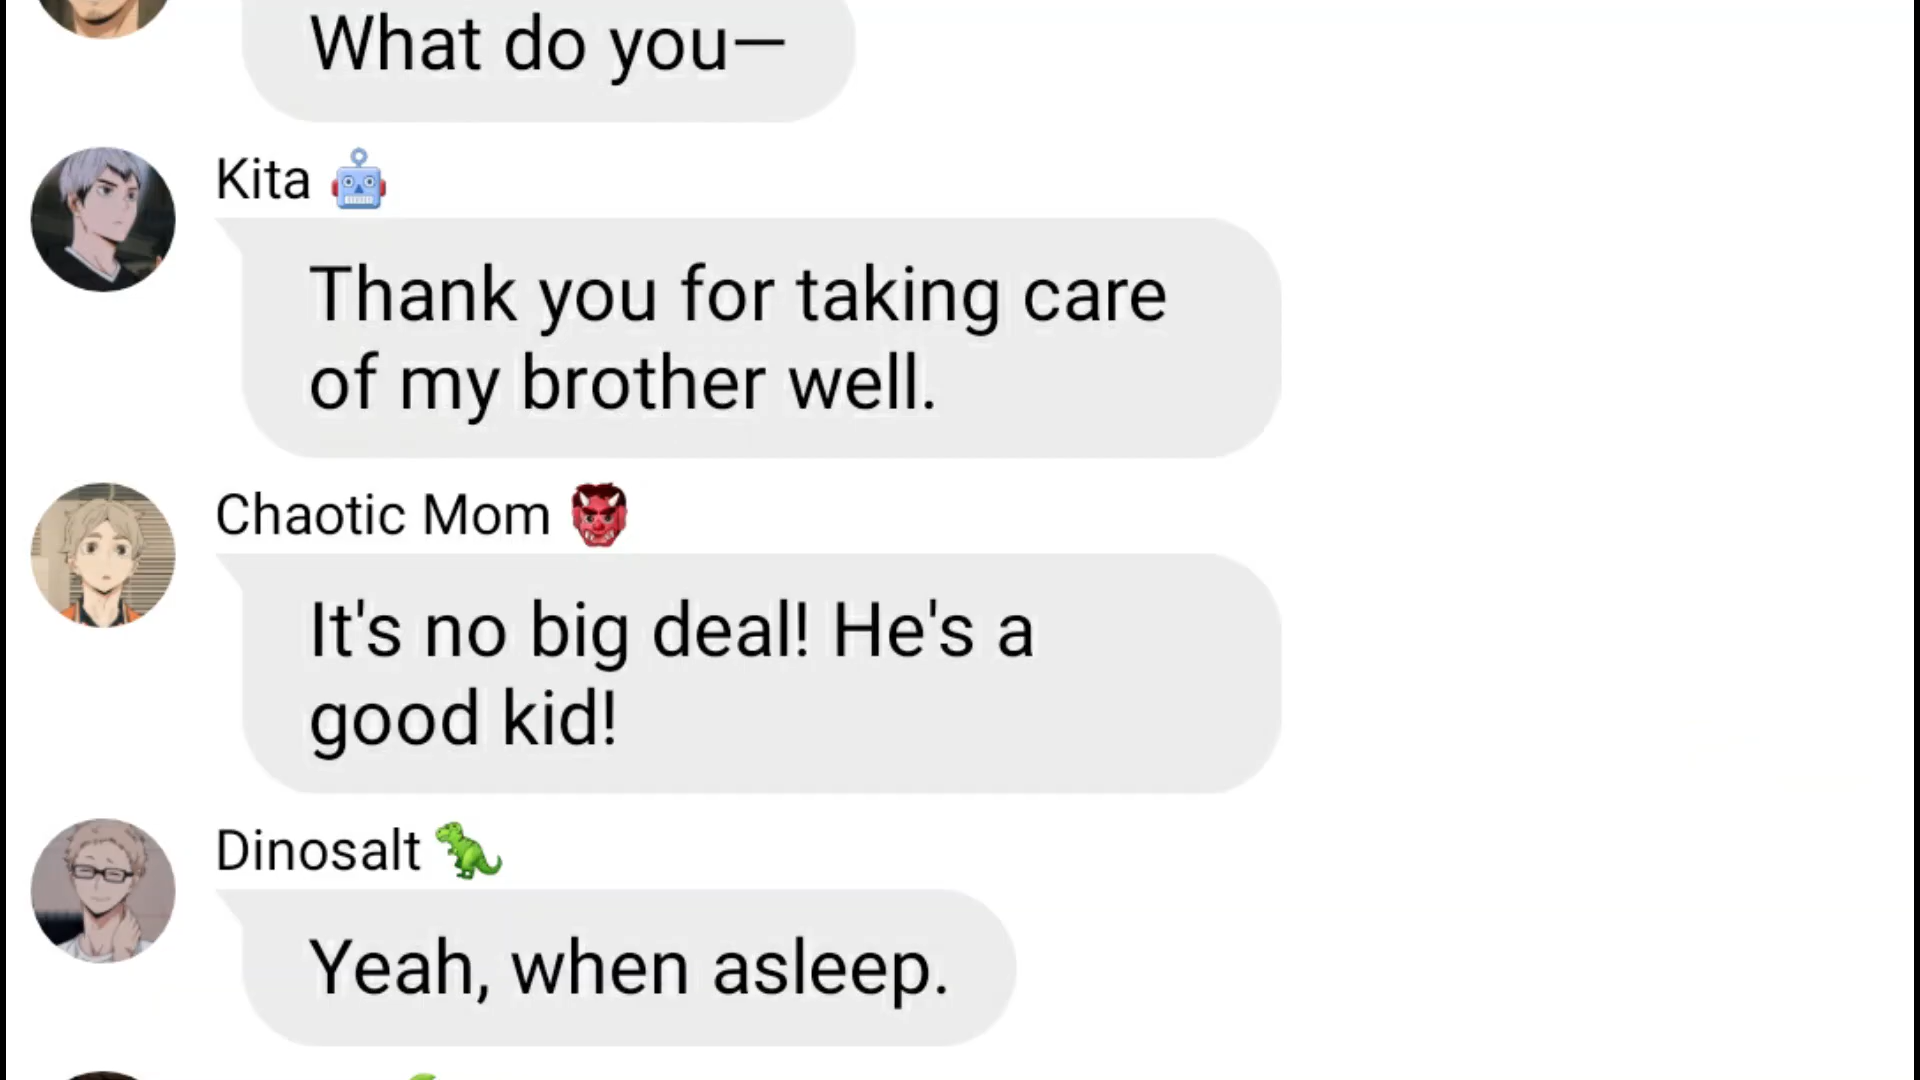 What do you—
Kita 🤖
Thank you for taking care
of my brother well.
Chaotic Mom 👹
It's no big deal! He's a
good kid!
Dinosalt 🦖
Yeah, when asleep.